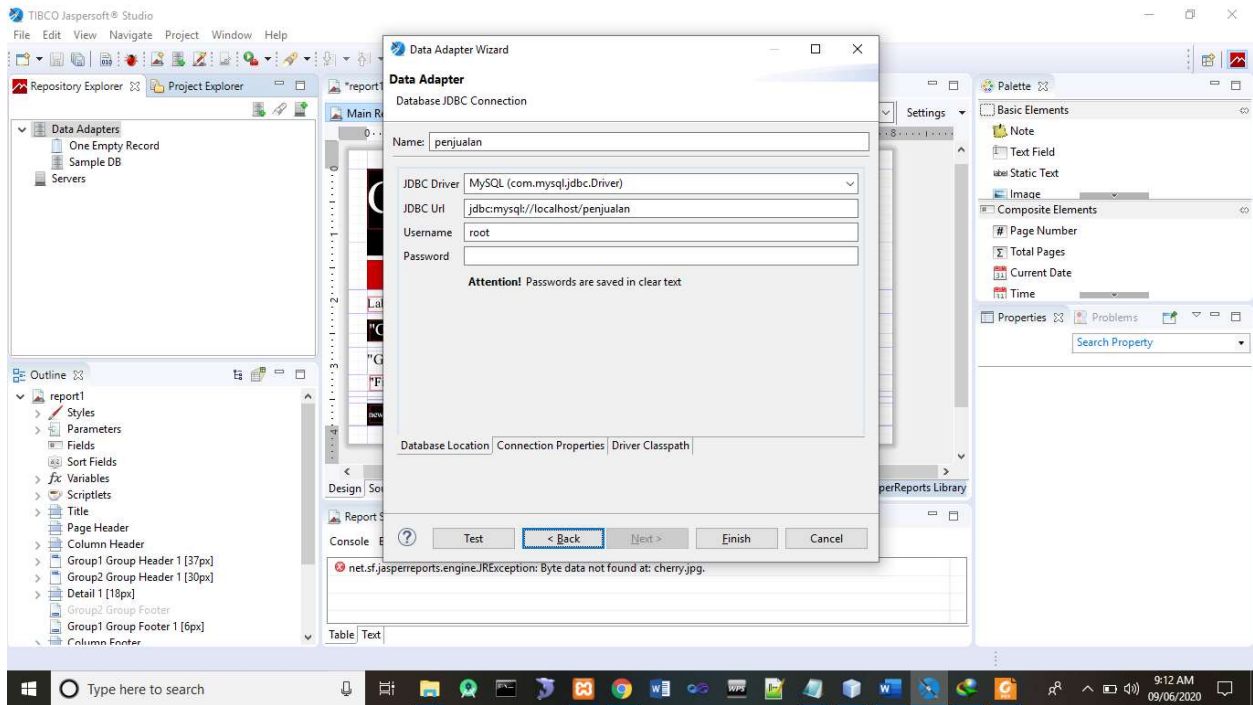 TIBCO Jaspersoft® Studio
File Edit View Navigate Project Window Help
Repository Explorer Project Explorer
Data Adapters
One Empty Record
Sample DB
Servers
Outline
report1
Styles
Parameters
Fields
Sort Fields
fx Variables
Scriptlets
Title
Page Header
Column Header
Group1 Group Header 1 [37px]
Group2 Group Header 1 [30px]
Detail 1 [18px]
Group2 Group Footer
Group1 Group Footer 1 [6px]
Column Footer
*report1
Main Re
Settings
Design Sou
perReports Library
Report S
Console E
net.sf.jasperreports.engine.JRException: Byte data not found at: cherry.jpg.
Table Text
Data Adapter Wizard
Data Adapter
Database JDBC Connection
Name: penjualan
JDBC Driver MySQL (com.mysql.jdbc.Driver)
JDBC Url jdbc:mysql://localhost/penjualan
Username root
Password
Attention! Passwords are saved in clear text
Database Location Connection Properties Driver Classpath
Test < Back Next > Finish Cancel
Palette
Basic Elements
Note
Text Field
label Static Text
Image
Composite Elements
# Page Number
Total Pages
Current Date
Time
Properties Problems
Search Property
Type here to search
9:12 AM
09/06/2020